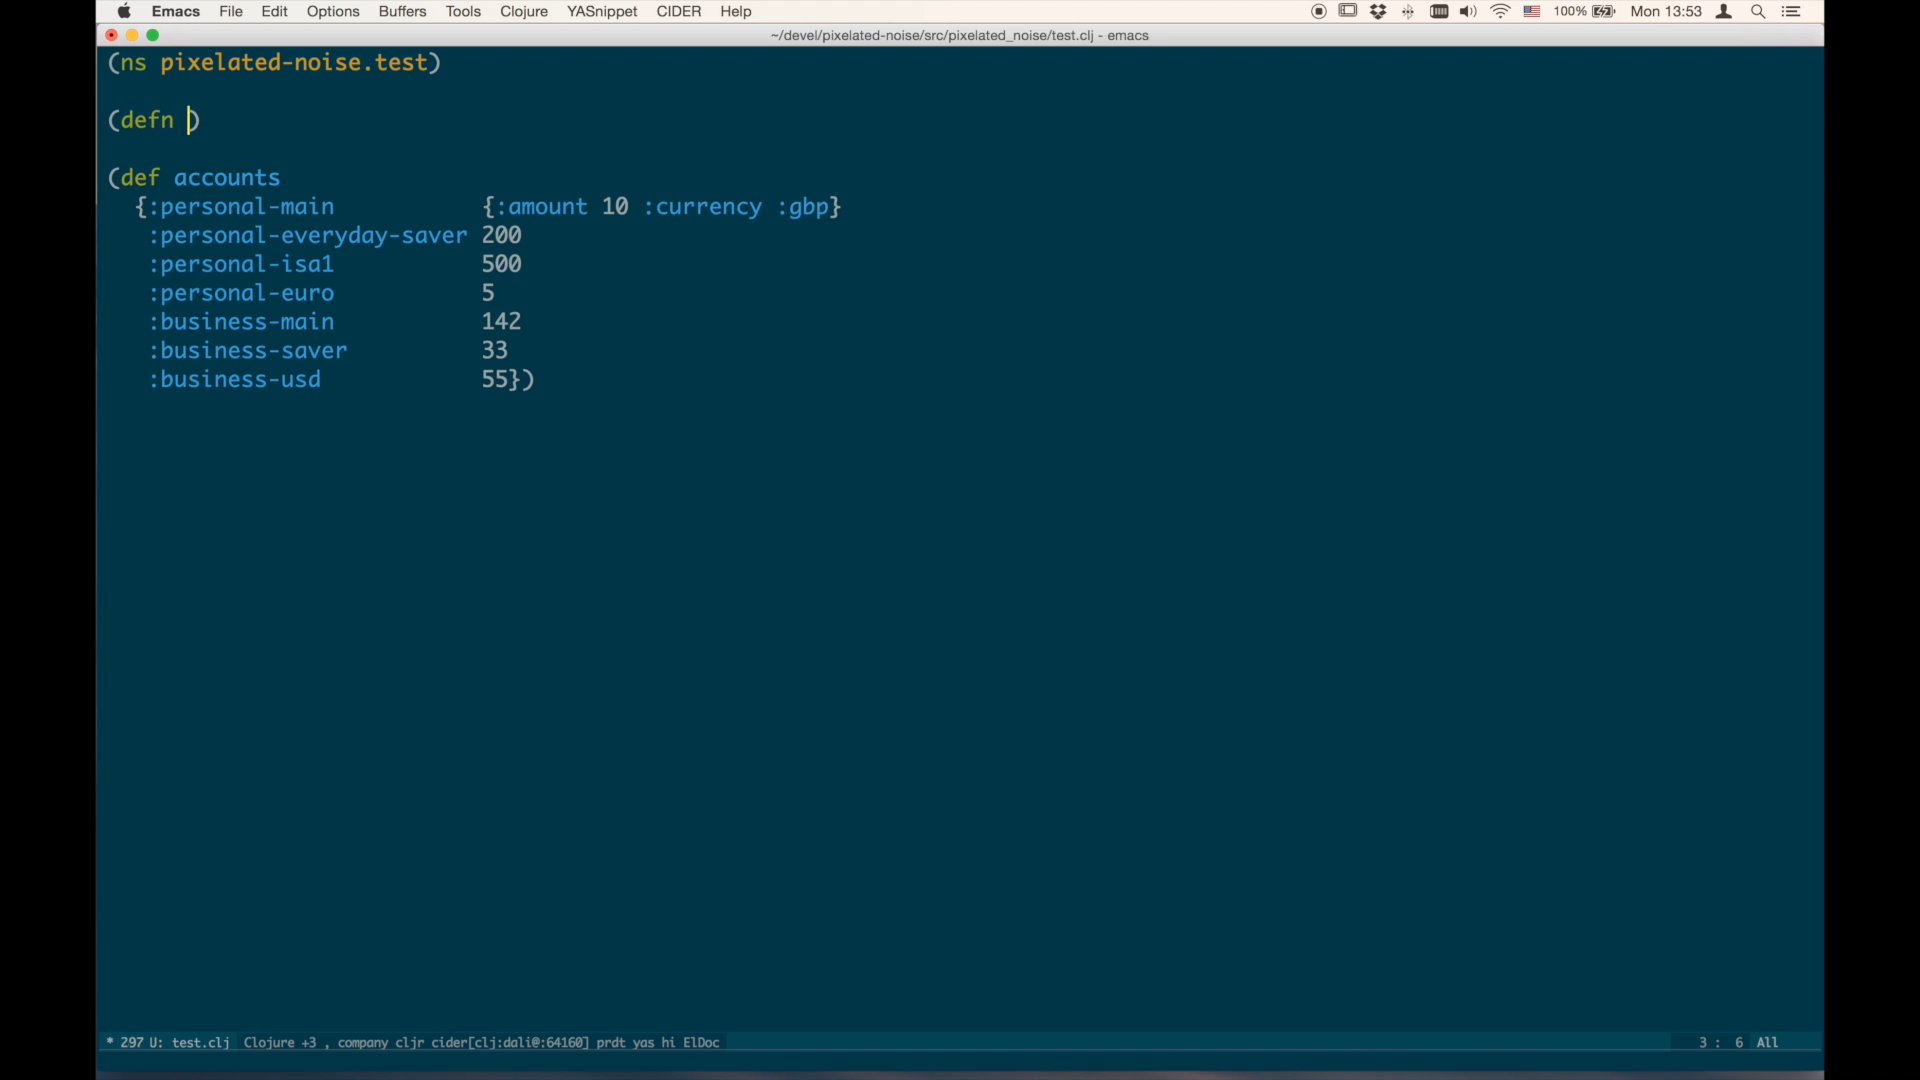 Emacs File Edit Options Buffers Tools Clojure YASnippet CIDER Help 100% Mon 13:53
~/devel/pixelated-noise/src/pixelated_noise/test.clj - emacs
(ns pixelated-noise.test)
(defn )
(def accounts
{:personal-main {:amount 10 :currency :gbp}
:personal-everyday-saver 200
:personal-isa1 500
:personal-euro 5
:business-main 142
:business-saver 33
:business-usd 55})
* 297 U: test.clj Clojure +3 , company cljr cider[clj:dali@:64160] prdt yas hi ElDoc 3 : 6 All